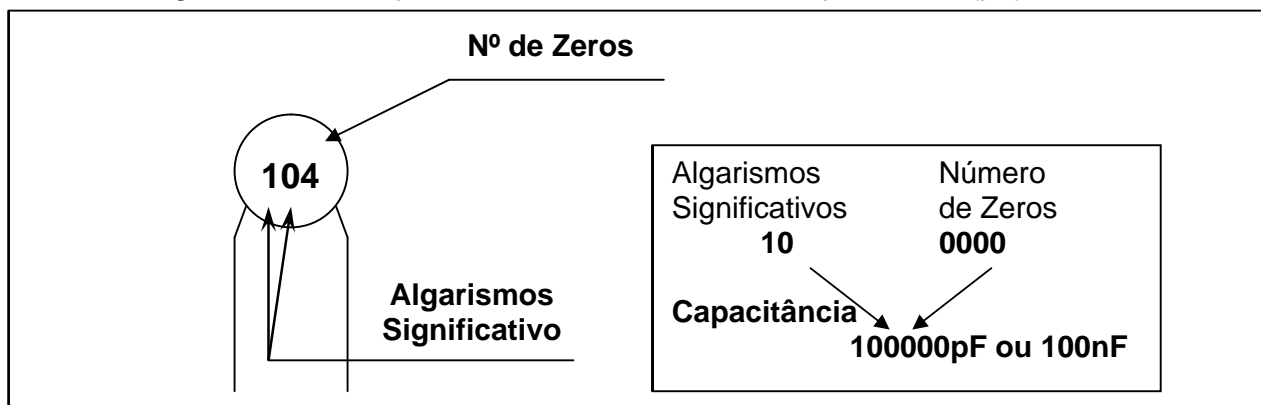 Nº de Zeros
104
Algarismos
Significativo
Algarismos
Significativos
10
Número
de Zeros
0000
Capacitância
100000pF ou 100nF